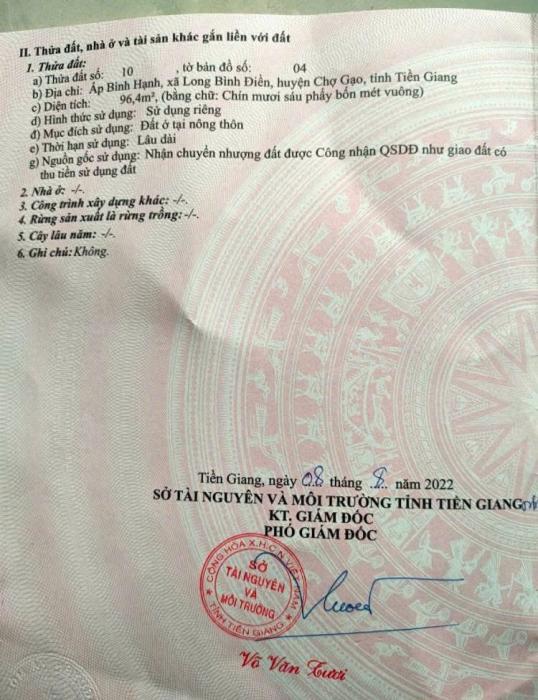 II. Thửa đất, nhà ở và tài sản khác gắn liền với đất
1. Thửa đất:
a) Thửa đất số: 10 , tờ bản đồ số: 04
b) Địa chỉ: Ấp Bình Hạnh, xã Long Bình Điền, huyện Chợ Gạo, tỉnh Tiền Giang
c) Diện tích: 96,4m², (bằng chữ: Chín mươi sáu phẩy bốn mét vuông)
d) Hình thức sử dụng: Sử dụng riêng
đ) Mục đích sử dụng: Đất ở tại nông thôn
e) Thời hạn sử dụng: Lâu dài
g) Nguồn gốc sử dụng: Nhận chuyển nhượng đất được Công nhận QSDĐ như giao đất có
thu tiền sử dụng đất
2. Nhà ở: -/-.
3. Công trình xây dựng khác: -/-.
4. Rừng sản xuất là rừng trồng: -/-.
5. Cây lâu năm: -/-.
6. Ghi chú: Không.
Tiền Giang, ngày 08 tháng 8 năm 2022
SỞ TÀI NGUYÊN VÀ MÔI TRƯỜNG TỈNH TIỀN GIANG
KT. GIÁM ĐỐC
PHÓ GIÁM ĐỐC
CỘNG HÒA X.H.C.N VIỆT NAM
SỞ
TÀI NGUYÊN
VÀ
MÔI TRƯỜNG
TỈNH TIỀN GIANG
Võ Văn